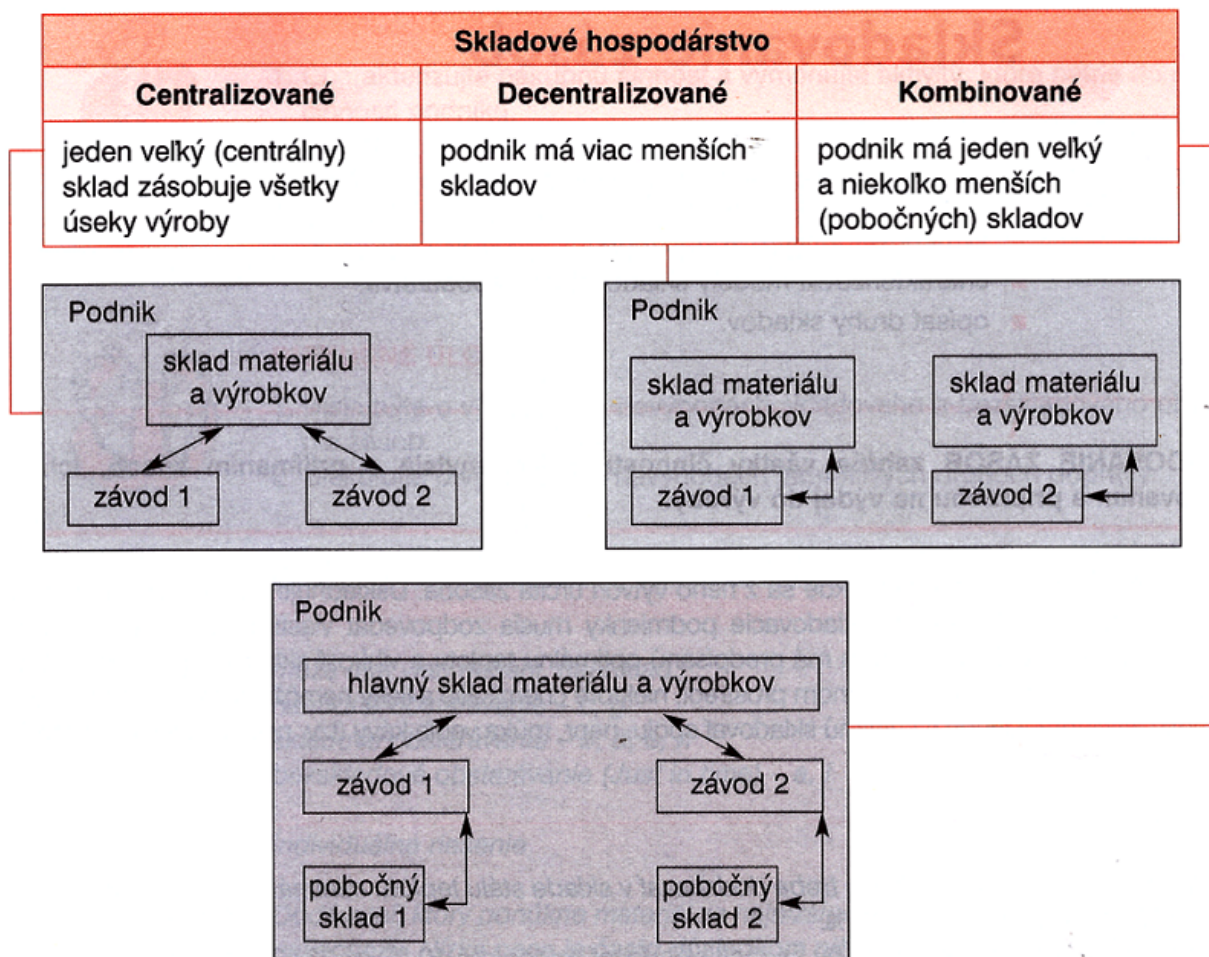 Skladové hospodárstvo
Centralizované
Decentralizované
Kombinované
jeden veľký (centrálny)
sklad zásobuje všetky
úseky výroby
podnik má viac menších
skladov
podnik má jeden veľký
a niekoľko menších
(pobočných) skladov
Podnik
sklad materiálu
a výrobkov
závod 1
závod 2
Podnik
sklad materiálu
a výrobkov
sklad materiálu
a výrobkov
závod 1
závod 2
Podnik
hlavný sklad materiálu a výrobkov
závod 1
závod 2
pobočný
sklad 1
pobočný
sklad 2